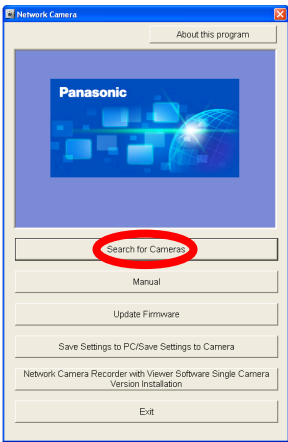 Network Camera
About this program
Panasonic
Search for Cameras
Manual
Update Firmware
Save Settings to PC/Save Settings to Camera
Network Camera Recorder with Viewer Software Single Camera
Version Installation
Exit